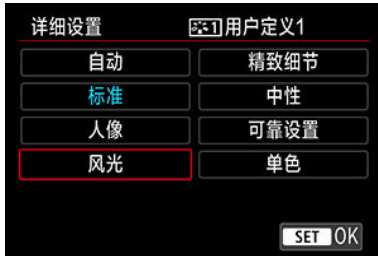 详细设置 1用户定义1
自动 精致细节
标准 中性
人像 可靠设置
风光 单色
SET OK